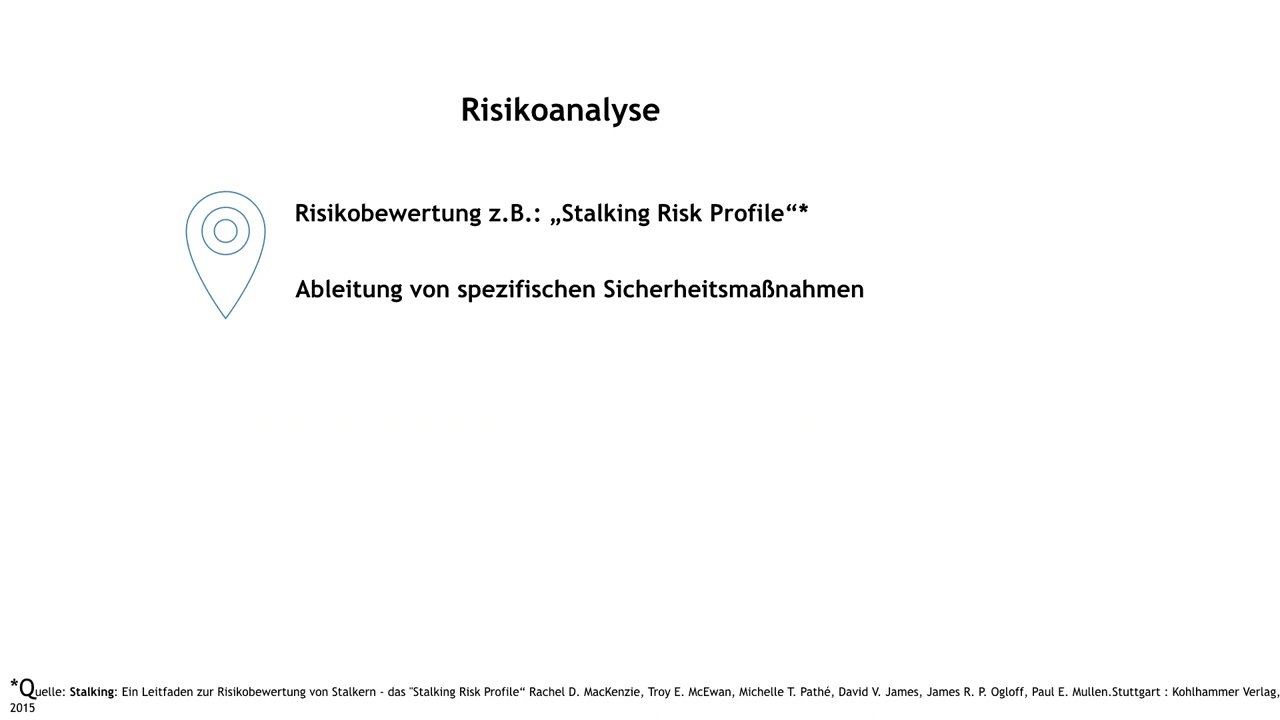 Risikoanalyse
Risikobewertung z.B.: „Stalking Risk Profile“*
Ableitung von spezifischen Sicherheitsmaßnahmen
*Quelle: Stalking: Ein Leitfaden zur Risikobewertung von Stalkern - das "Stalking Risk Profile“ Rachel D. MacKenzie, Troy E. McEwan, Michelle T. Pathé, David V. James, James R. P. Ogloff, Paul E. Mullen.Stuttgart : Kohlhammer Verlag,
2015